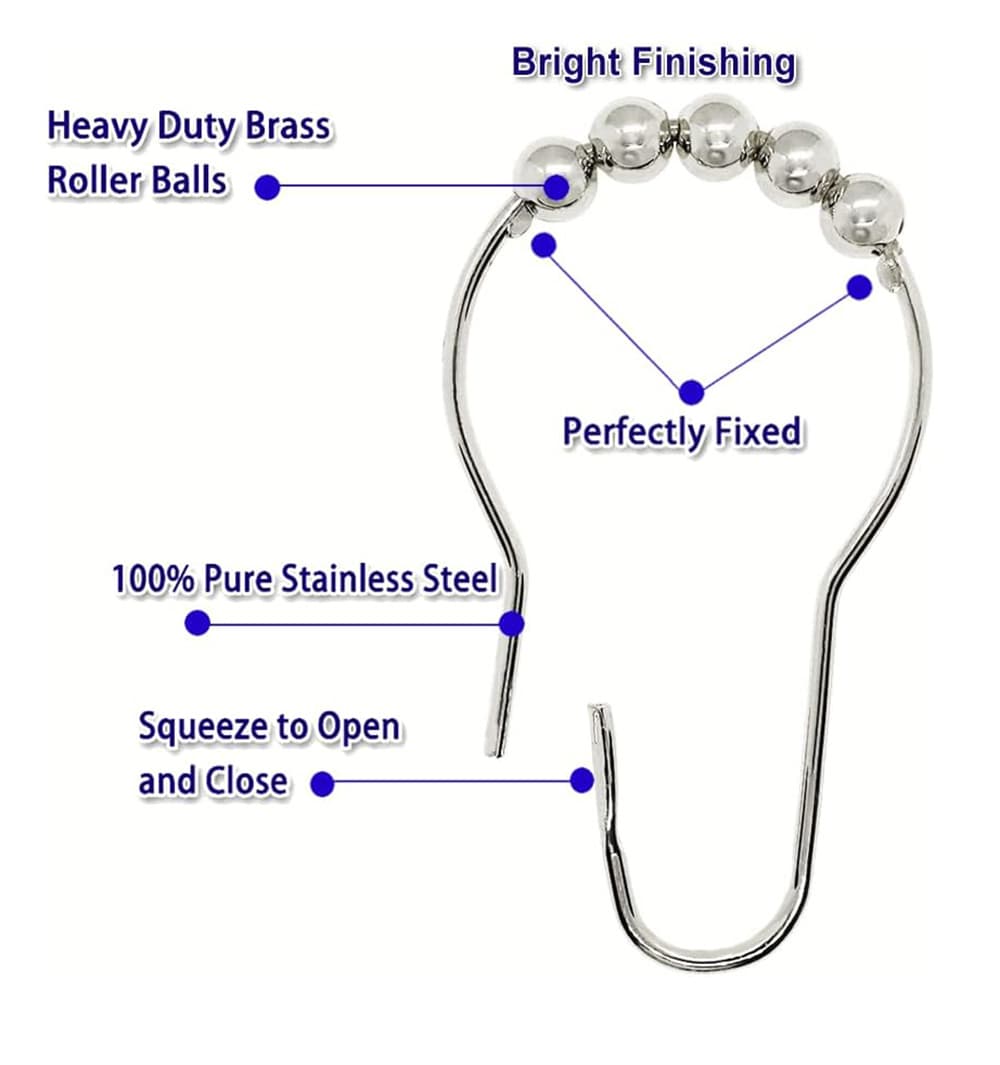 Bright Finishing
Heavy Duty Brass
Roller Balls
Perfectly Fixed
100% Pure Stainless Steel
Squeeze to Open
and Close